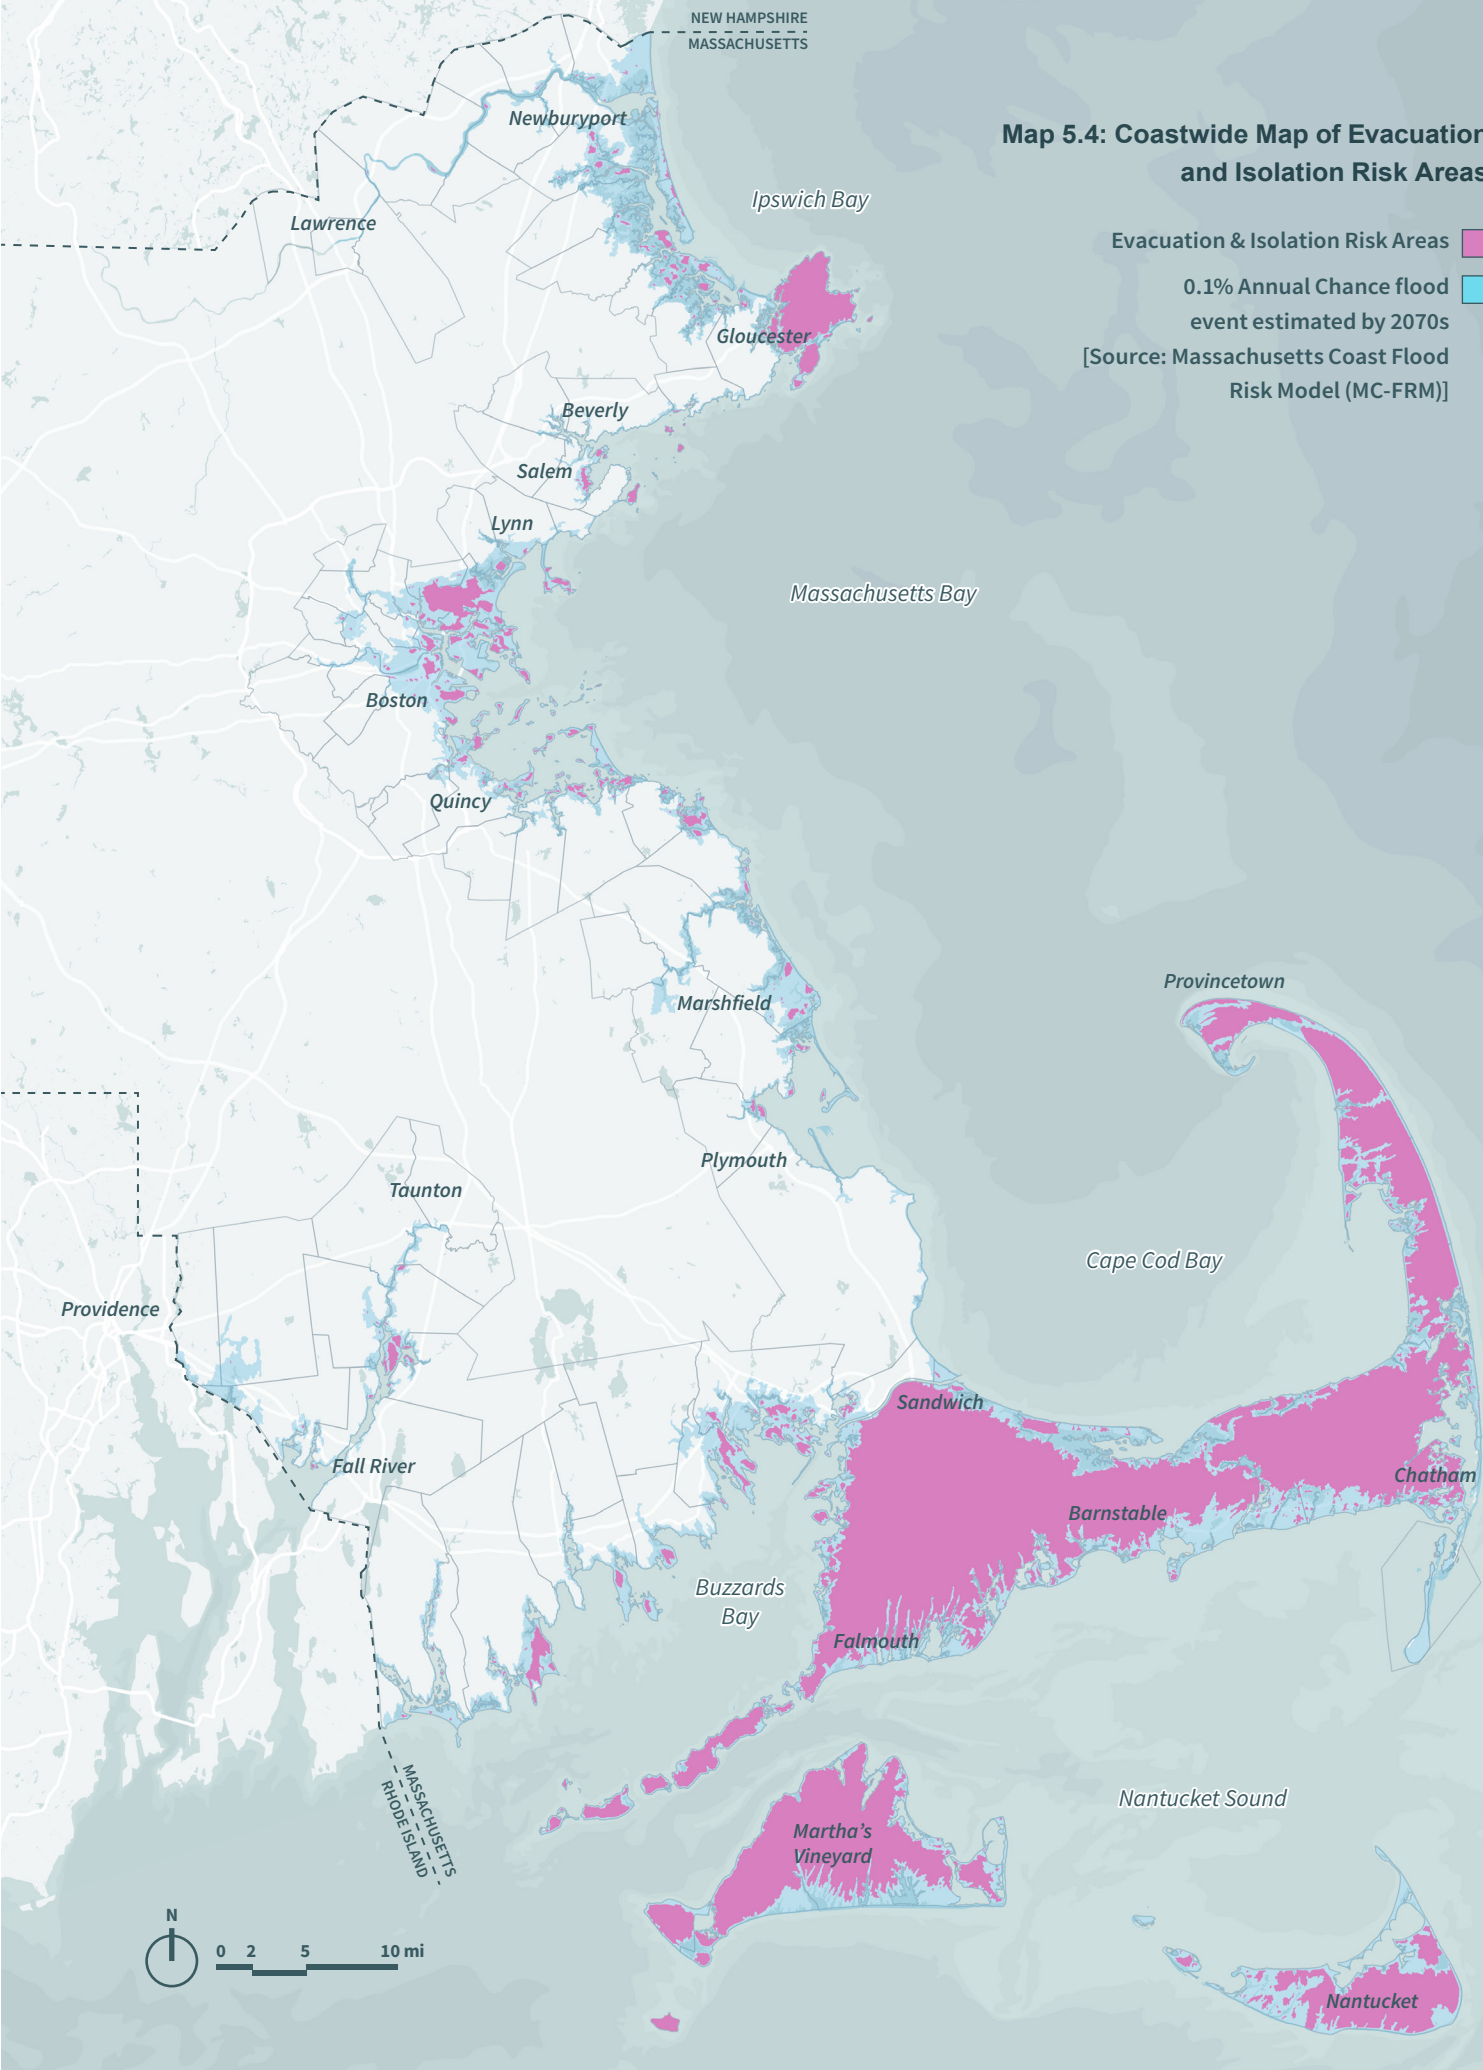 NEW HAMPSHIRE
MASSACHUSETTS
Map 5.4: Coastwide Map of Evacuation
and Isolation Risk Areas
Evacuation & Isolation Risk Areas
0.1% Annual Chance flood
event estimated by 2070s
[Source: Massachusetts Coast Flood
Risk Model (MC-FRM)]
Newburyport
Ipswich Bay
Lawrence
Gloucester
Beverly
Salem
Lynn
Massachusetts Bay
Boston
Quincy
Provincetown
Marshfield
Plymouth
Taunton
Cape Cod Bay
Providence
Sandwich
Fall River
Chatham
Barnstable
Buzzards
Bay
Falmouth
MASSACHUSETTS
RHODE ISLAND
Nantucket Sound
Martha's
Vineyard
N
0 2 5 10 mi
Nantucket